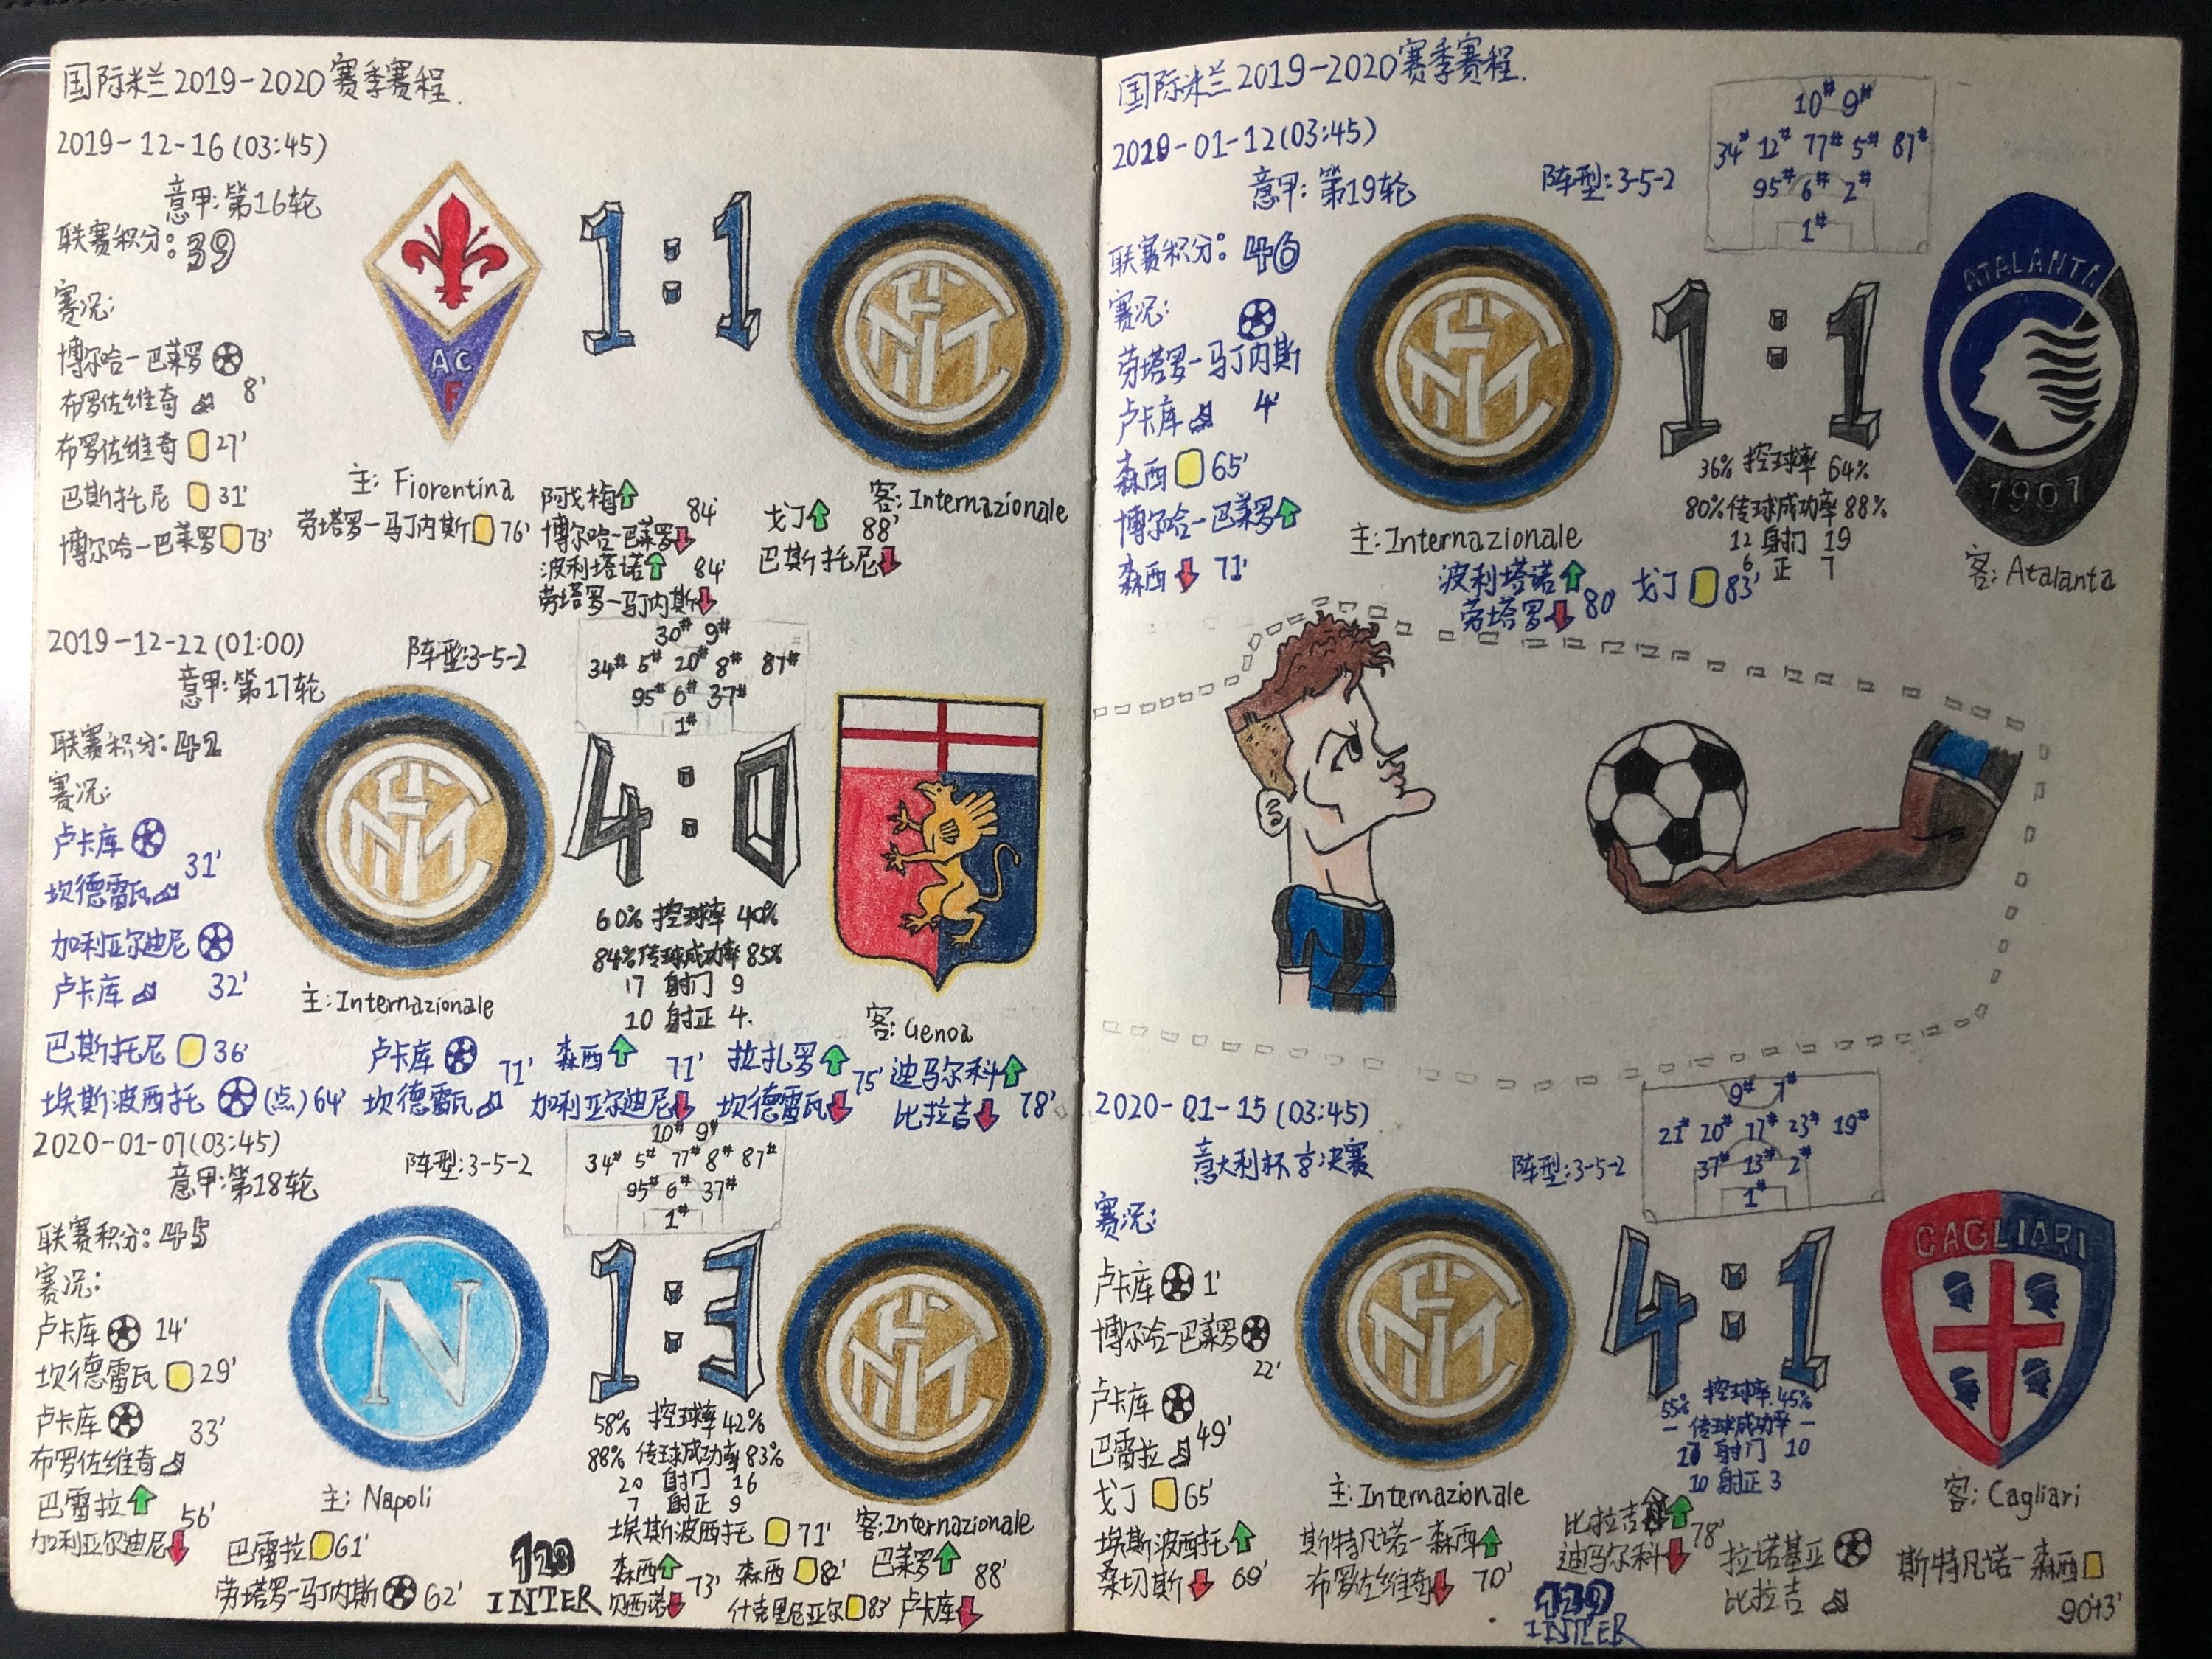 国际米兰2019-2020赛季赛程.
2019-12-16(03:45)
意甲:第16轮
联赛积分:39
赛况:
博尔哈-巴莱罗
布罗佐维奇 8'
布罗佐维奇 27'
巴斯托尼 31'
博尔哈-巴莱罗 73'
AC
F
1:1
主: Fiorentina
客: Internazionale
劳塔罗-马丁内斯 76'
阿戈梅 84'
博尔哈-巴莱罗
波利塔诺 84'
劳塔罗-马丁内斯
戈丁 88'
巴斯托尼
2019-12-22(01:00)
意甲:第17轮
阵型:3-5-2
30# 9#
34# 5# 20# 8# 87#
95# 6# 37#
1#
联赛积分:42
赛况:
卢卡库 31'
坎德雷瓦
加利亚尔迪尼
卢卡库 32'
4:0
60% 控球率 40%
84% 传球成功率 85%
17 射门 9
10 射正 4.
主:Internazionale
客:Genoa
巴斯托尼 36'
埃斯波西托 (点) 64'
卢卡库 71'
坎德雷瓦
森西 71'
加利亚尔迪尼
拉扎罗 75'
坎德雷瓦
迪马尔科 78'
比拉吉
2020-01-07(03:45)
意甲:第18轮
阵型:3-5-2
10# 9#
34# 5# 77# 8# 87#
95# 6# 37#
1#
联赛积分:45
赛况:
卢卡库 14'
坎德雷瓦 29'
卢卡库 33'
布罗佐维奇
巴雷拉 56'
加利亚尔迪尼
N
1:3
58% 控球率 42%
88% 传球成功率 83%
20 射门 16
7 射正 9
主: Napoli
客:Internazionale
巴雷拉 61'
劳塔罗-马丁内斯 62'
埃斯波西托 71'
森西 73'
贝西诺
森西 82'
什克里尼亚尔 83'
巴莱罗 88'
卢卡库
INTER
国际米兰2019-2020赛季赛程.
2020-01-12(03:45)
意甲:第19轮
阵型:3-5-2
10# 9#
34# 12# 77# 5# 87#
95# 6# 2#
1#
联赛积分:46
赛况:
劳塔罗-马丁内斯
卢卡库 4'
森西 65'
博尔哈-巴莱罗
森西 71'
1:1
ATALANTA
1907
36% 控球率 64%
80% 传球成功率 88%
12 射门 19
6 正 7
主:Internazionale
客: Atalanta
波利塔诺 80'
劳塔罗
戈丁 83'
2020-01-15(03:45)
意大利杯⅛决赛
阵型:3-5-2
9# 7#
21# 20# 77# 23# 19#
37# 13# 2#
1#
赛况:
卢卡库 1'
博尔哈-巴莱罗 22'
卢卡库 49'
巴雷拉
戈丁 65'
4:1
CAGLIARI
55% 控球率 45%
- 传球成功率 -
射门 10
10 射正 3
主:Internazionale
客: Cagliari
埃斯波西托
桑切斯 69'
斯特凡诺-森西
布罗佐维奇 70'
比拉吉 78'
迪马尔科
拉诺基亚
比拉吉
斯特凡诺-森西
90+3'
INTER